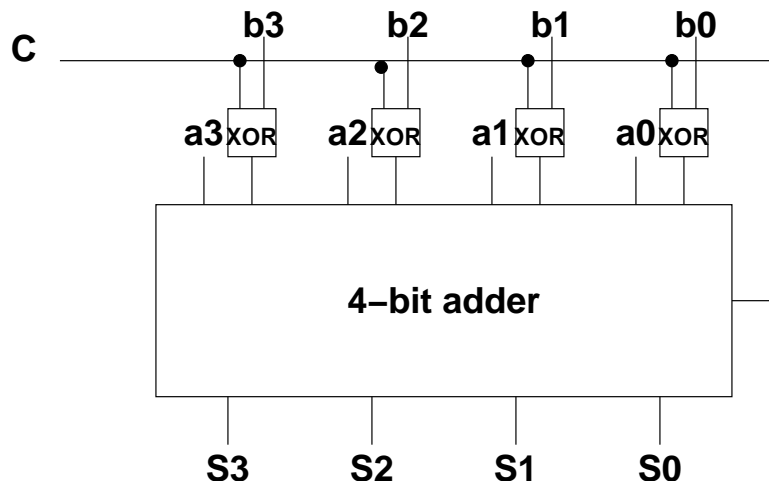 b3 b2 b1 b0
C
a3 XOR a2 XOR a1 XOR a0 XOR
4–bit adder
S3 S2 S1 S0